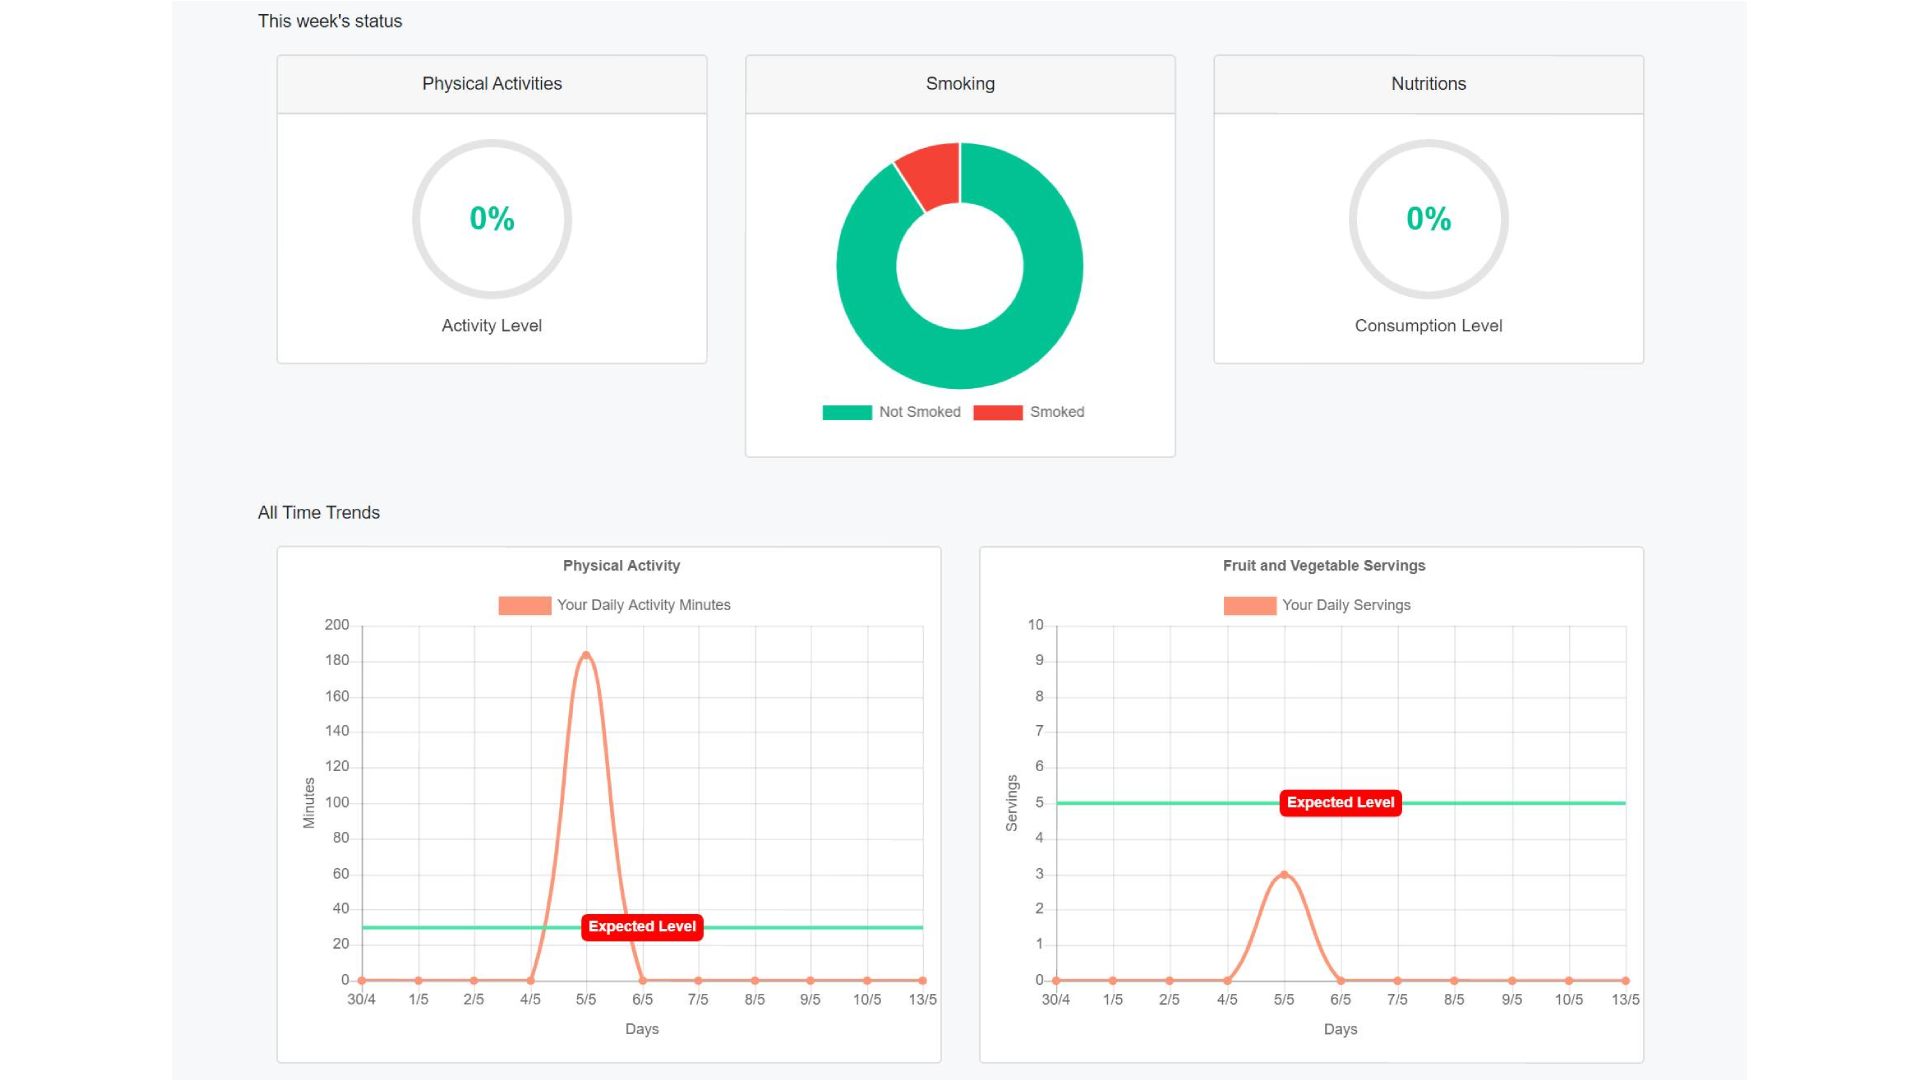 This week's status
Physical Activities
0%
Activity Level
Smoking
Not Smoked Smoked
Nutritions
0%
Consumption Level
All Time Trends
Physical Activity
Your Daily Activity Minutes
200
180
160
140
120
100
80
60
40
20
0
Minutes
Expected Level
30/4 1/5 2/5 4/5 5/5 6/5 7/5 8/5 9/5 10/5 13/5
Days
Fruit and Vegetable Servings
Your Daily Servings
10
9
8
7
6
5
4
3
2
1
0
Servings
Expected Level
30/4 1/5 2/5 4/5 5/5 6/5 7/5 8/5 9/5 10/5 13/5
Days